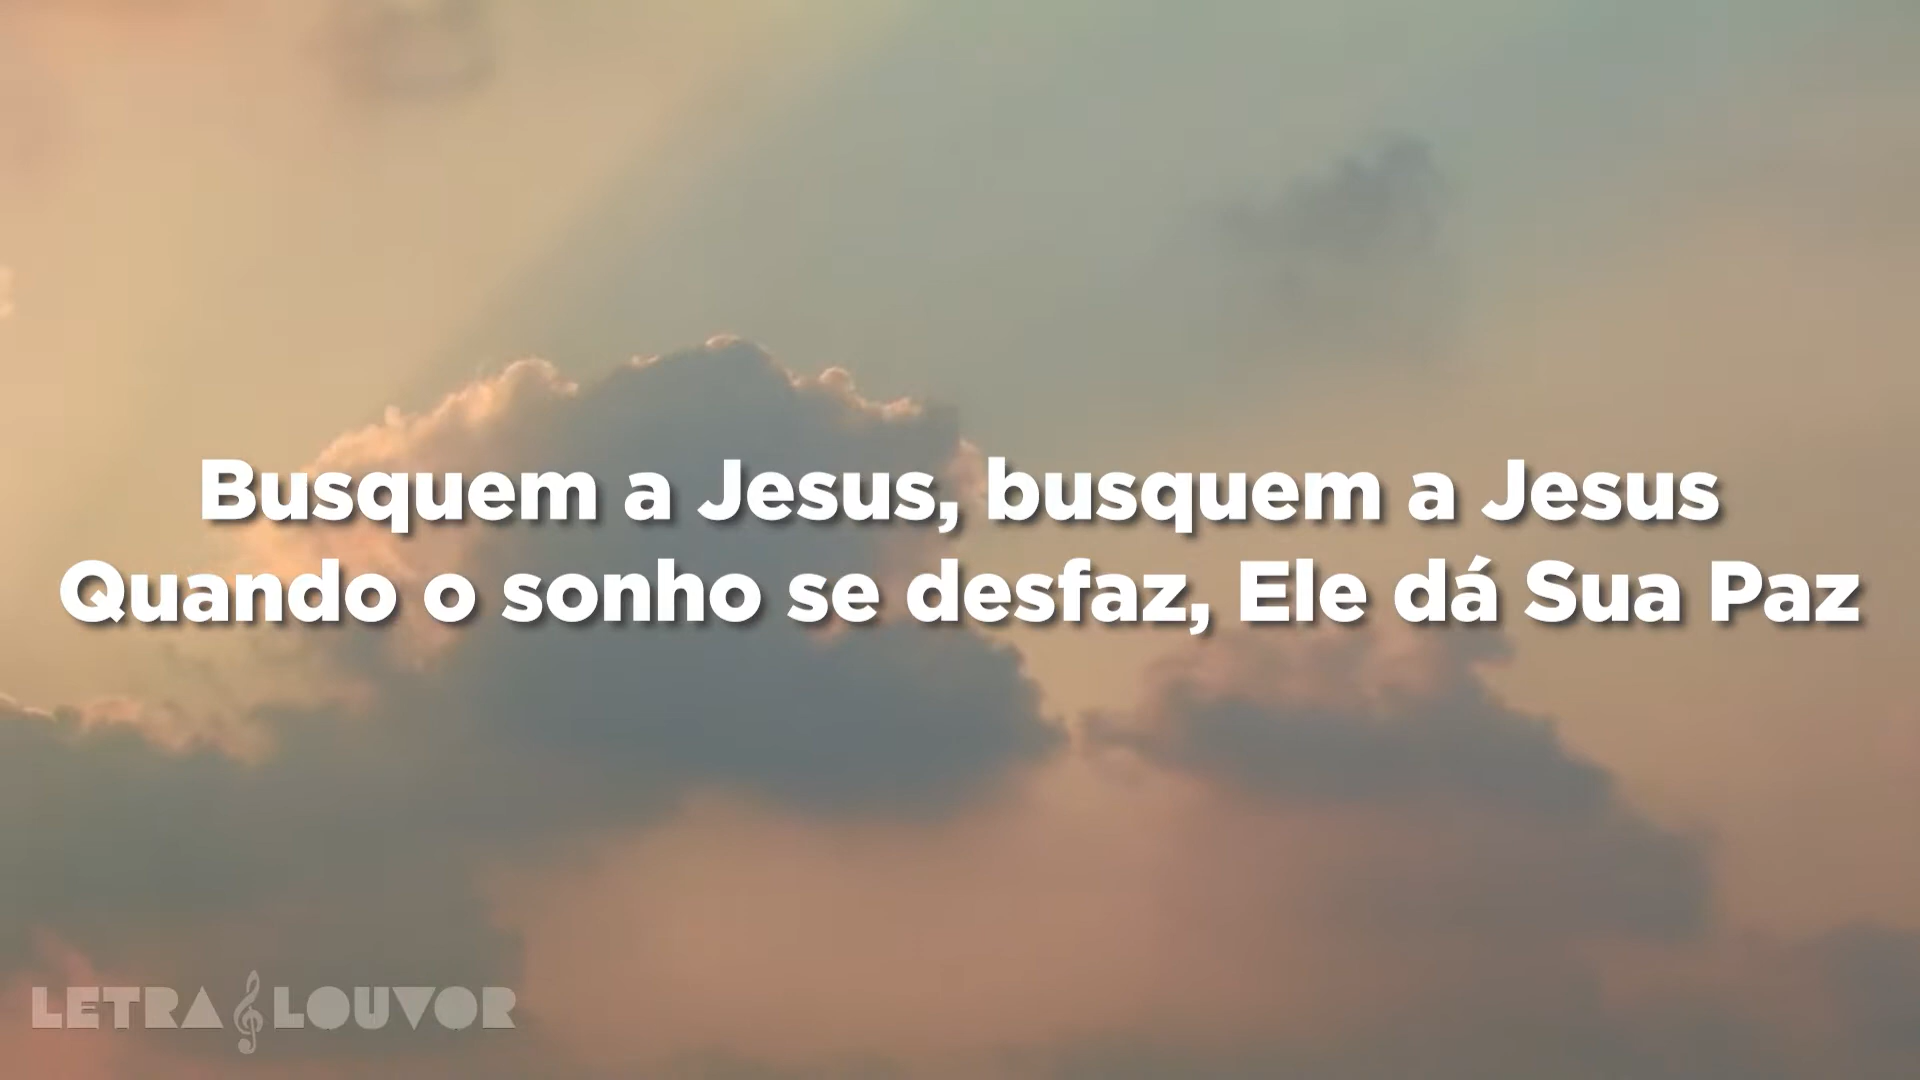 Busquem a Jesus, busquem a Jesus
Quando o sonho se desfaz, Ele dá Sua Paz
LETRA LOUVOR